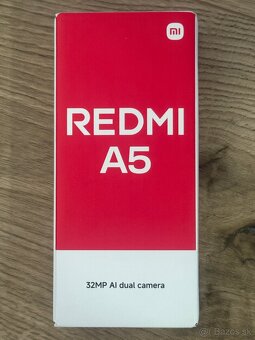 mi
REDMI
A5
32MP AI dual camera
Bazos.sk